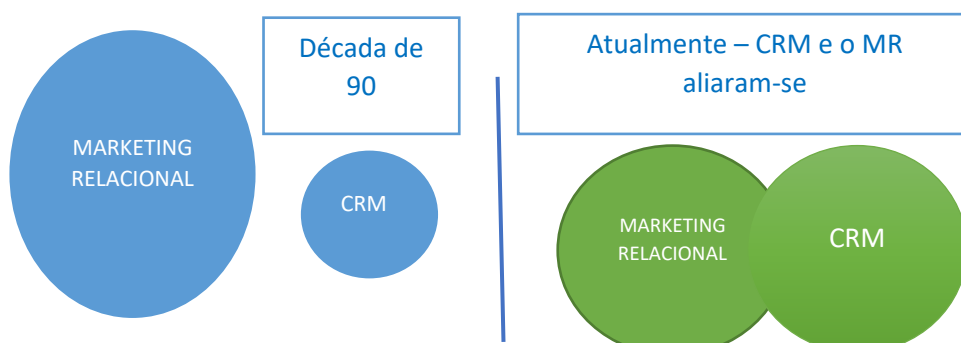 MARKETING
RELACIONAL
Década de
90
CRM
Atualmente – CRM e o MR
aliaram-se
MARKETING
RELACIONAL
CRM